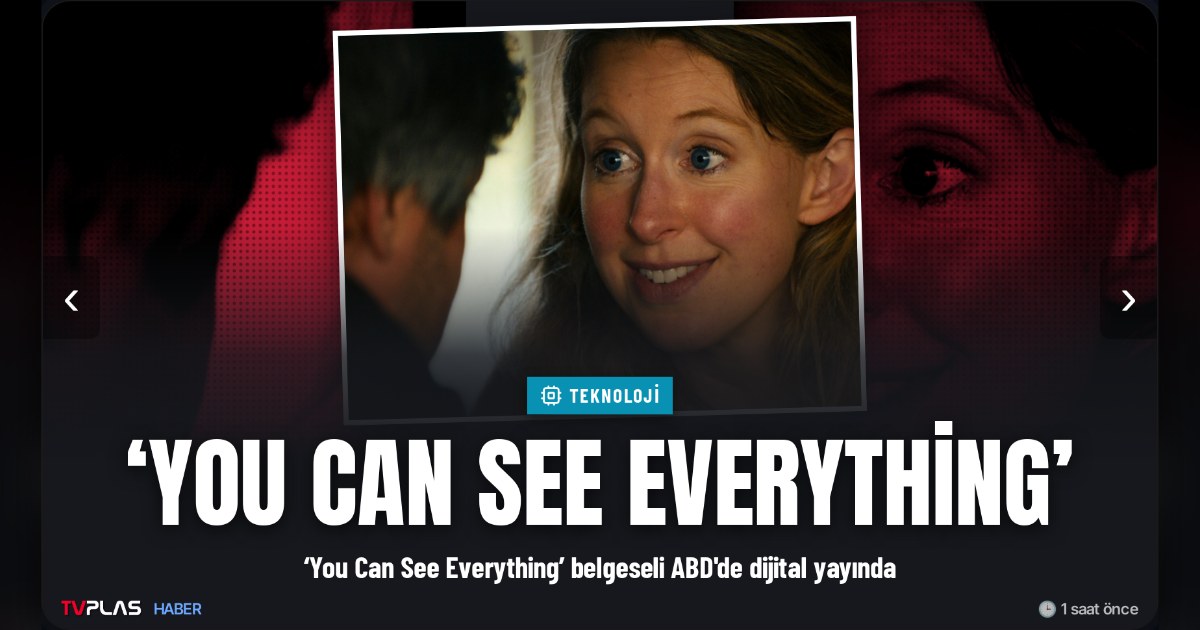 TEKNOLOJİ
‘YOU CAN SEE EVERYTHİNG’
‘You Can See Everything’ belgeseli ABD'de dijital yayında
TVPLAS HABER
1 saat önce